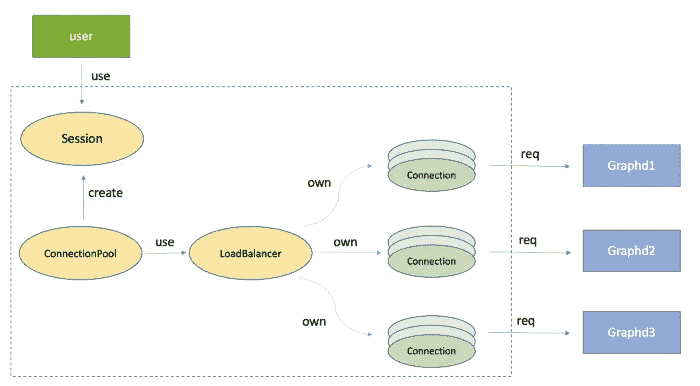 user
use
Session
create
ConnectionPool
use
LoadBalancer
own
own
own
Connection
Connection
Connection
req
req
req
Graphd1
Graphd2
Graphd3